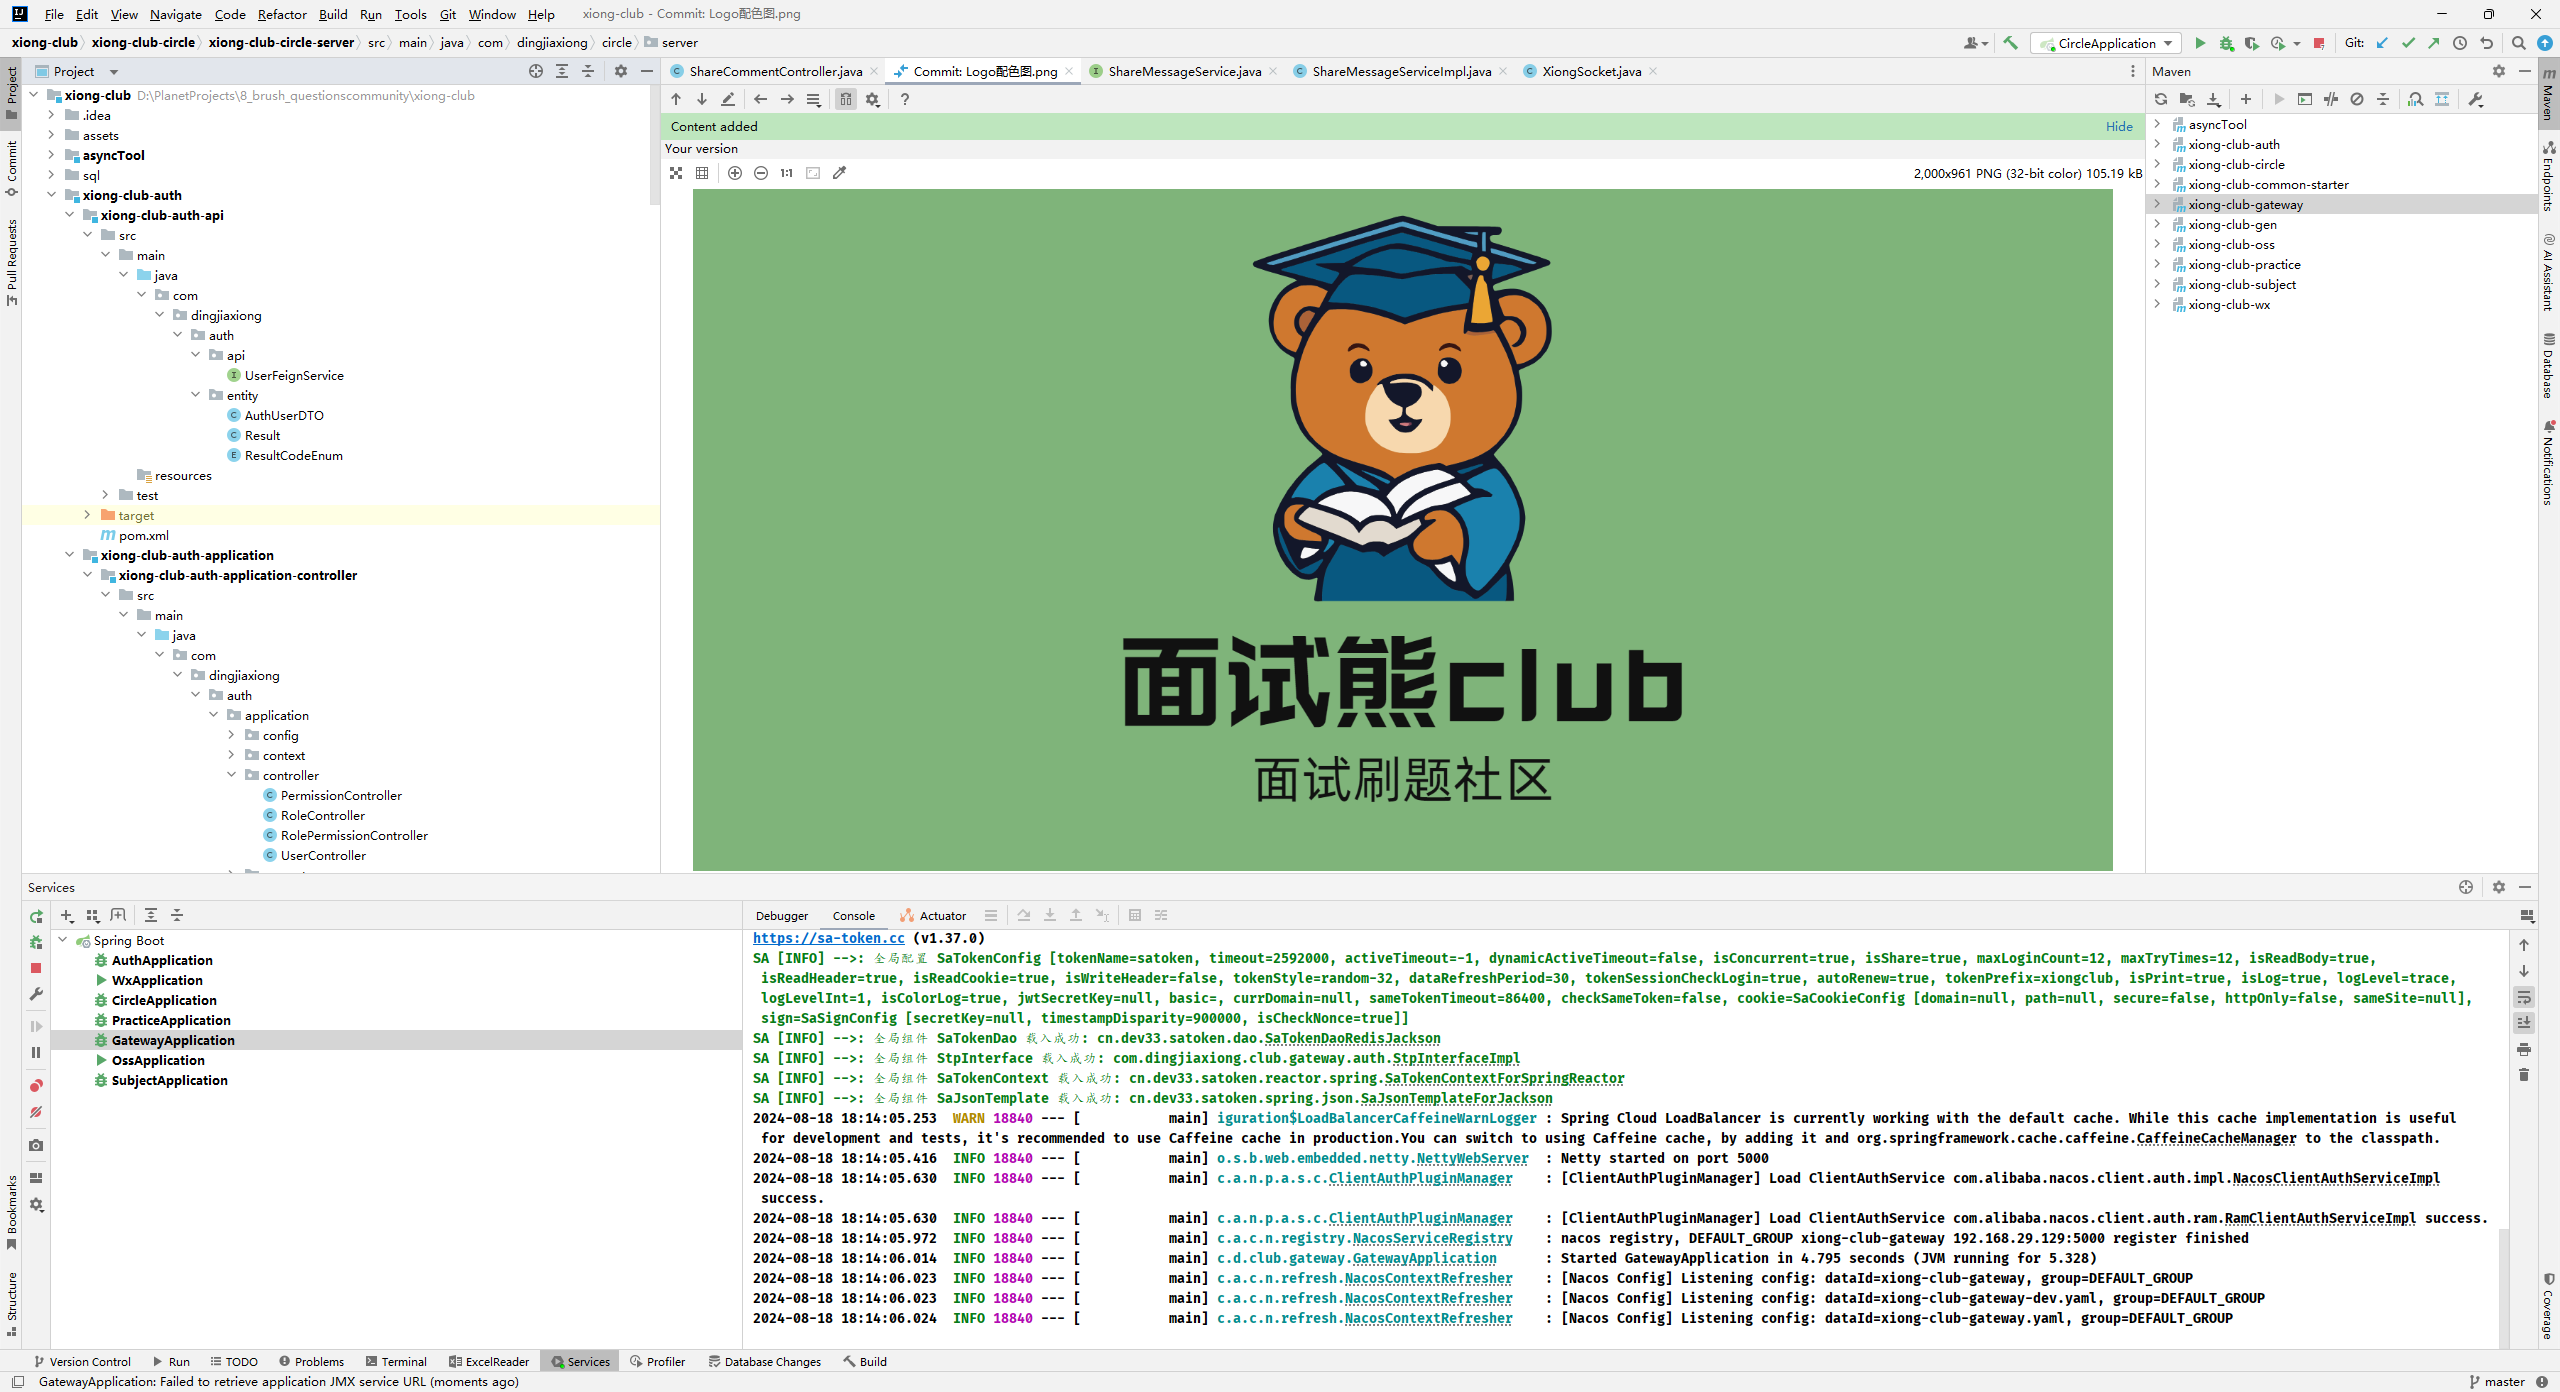 File Edit View Navigate Code Refactor Build Run Tools Git Window Help xiong-club - Commit: Logo配色图.png
xiong-club xiong-club-circle xiong-club-circle-server src main java com dingjiaxiong circle server
CircleApplication Git:
Project
ShareCommentController.java Commit: Logo配色图.png ShareMessageService.java ShareMessageServiceImpl.java XiongSocket.java
Maven
Project
Commit
Pull Requests
Bookmarks
Structure
xiong-club D:\PlanetProjects\8_brush_questionscommunity\xiong-club
.idea
assets
asyncTool
sql
xiong-club-auth
xiong-club-auth-api
src
main
java
com
dingjiaxiong
auth
api
UserFeignService
entity
AuthUserDTO
Result
ResultCodeEnum
resources
test
target
pom.xml
xiong-club-auth-application
xiong-club-auth-application-controller
src
main
java
com
dingjiaxiong
auth
application
config
context
controller
PermissionController
RoleController
RolePermissionController
UserController
Content added Hide
Your version
1:1 2,000x961 PNG (32-bit color) 105.19 kB
面试熊club
面试刷题社区
asyncTool
xiong-club-auth
xiong-club-circle
xiong-club-common-starter
xiong-club-gateway
xiong-club-gen
xiong-club-oss
xiong-club-practice
xiong-club-subject
xiong-club-wx
Maven
Endpoints
AI Assistant
Database
Notifications
Coverage
Services
Spring Boot
AuthApplication
WxApplication
CircleApplication
PracticeApplication
GatewayApplication
OssApplication
SubjectApplication
Debugger Console Actuator
https://sa-token.cc (v1.37.0)
SA [INFO] -->: 全局配置 SaTokenConfig [tokenName=satoken, timeout=2592000, activeTimeout=-1, dynamicActiveTimeout=false, isConcurrent=true, isShare=true, maxLoginCount=12, maxTryTimes=12, isReadBody=true,
isReadHeader=true, isReadCookie=true, isWriteHeader=false, tokenStyle=random-32, dataRefreshPeriod=30, tokenSessionCheckLogin=true, autoRenew=true, tokenPrefix=xiongclub, isPrint=true, isLog=true, logLevel=trace,
logLevelInt=1, isColorLog=true, jwtSecretKey=null, basic=, currDomain=null, sameTokenTimeout=86400, checkSameToken=false, cookie=SaCookieConfig [domain=null, path=null, secure=false, httpOnly=false, sameSite=null],
sign=SaSignConfig [secretKey=null, timestampDisparity=900000, isCheckNonce=true]]
SA [INFO] -->: 全局组件 SaTokenDao 载入成功: cn.dev33.satoken.dao.SaTokenDaoRedisJackson
SA [INFO] -->: 全局组件 StpInterface 载入成功: com.dingjiaxiong.club.gateway.auth.StpInterfaceImpl
SA [INFO] -->: 全局组件 SaTokenContext 载入成功: cn.dev33.satoken.reactor.spring.SaTokenContextForSpringReactor
SA [INFO] -->: 全局组件 SaJsonTemplate 载入成功: cn.dev33.satoken.spring.json.SaJsonTemplateForJackson
2024-08-18 18:14:05.253 WARN 18840 --- [ main] iguration$LoadBalancerCaffeineWarnLogger : Spring Cloud LoadBalancer is currently working with the default cache. While this cache implementation is useful
for development and tests, it's recommended to use Caffeine cache in production.You can switch to using Caffeine cache, by adding it and org.springframework.cache.caffeine.CaffeineCacheManager to the classpath.
2024-08-18 18:14:05.416 INFO 18840 --- [ main] o.s.b.web.embedded.netty.NettyWebServer : Netty started on port 5000
2024-08-18 18:14:05.630 INFO 18840 --- [ main] c.a.n.p.a.s.c.ClientAuthPluginManager : [ClientAuthPluginManager] Load ClientAuthService com.alibaba.nacos.client.auth.impl.NacosClientAuthServiceImpl
success.
2024-08-18 18:14:05.630 INFO 18840 --- [ main] c.a.n.p.a.s.c.ClientAuthPluginManager : [ClientAuthPluginManager] Load ClientAuthService com.alibaba.nacos.client.auth.ram.RamClientAuthServiceImpl success.
2024-08-18 18:14:05.972 INFO 18840 --- [ main] c.a.c.n.registry.NacosServiceRegistry : nacos registry, DEFAULT_GROUP xiong-club-gateway 192.168.29.129:5000 register finished
2024-08-18 18:14:06.014 INFO 18840 --- [ main] c.d.club.gateway.GatewayApplication : Started GatewayApplication in 4.795 seconds (JVM running for 5.328)
2024-08-18 18:14:06.023 INFO 18840 --- [ main] c.a.c.n.refresh.NacosContextRefresher : [Nacos Config] Listening config: dataId=xiong-club-gateway, group=DEFAULT_GROUP
2024-08-18 18:14:06.023 INFO 18840 --- [ main] c.a.c.n.refresh.NacosContextRefresher : [Nacos Config] Listening config: dataId=xiong-club-gateway-dev.yaml, group=DEFAULT_GROUP
2024-08-18 18:14:06.024 INFO 18840 --- [ main] c.a.c.n.refresh.NacosContextRefresher : [Nacos Config] Listening config: dataId=xiong-club-gateway.yaml, group=DEFAULT_GROUP
Version Control Run TODO Problems Terminal ExcelReader Services Profiler Database Changes Build
GatewayApplication: Failed to retrieve application JMX service URL (moments ago) master